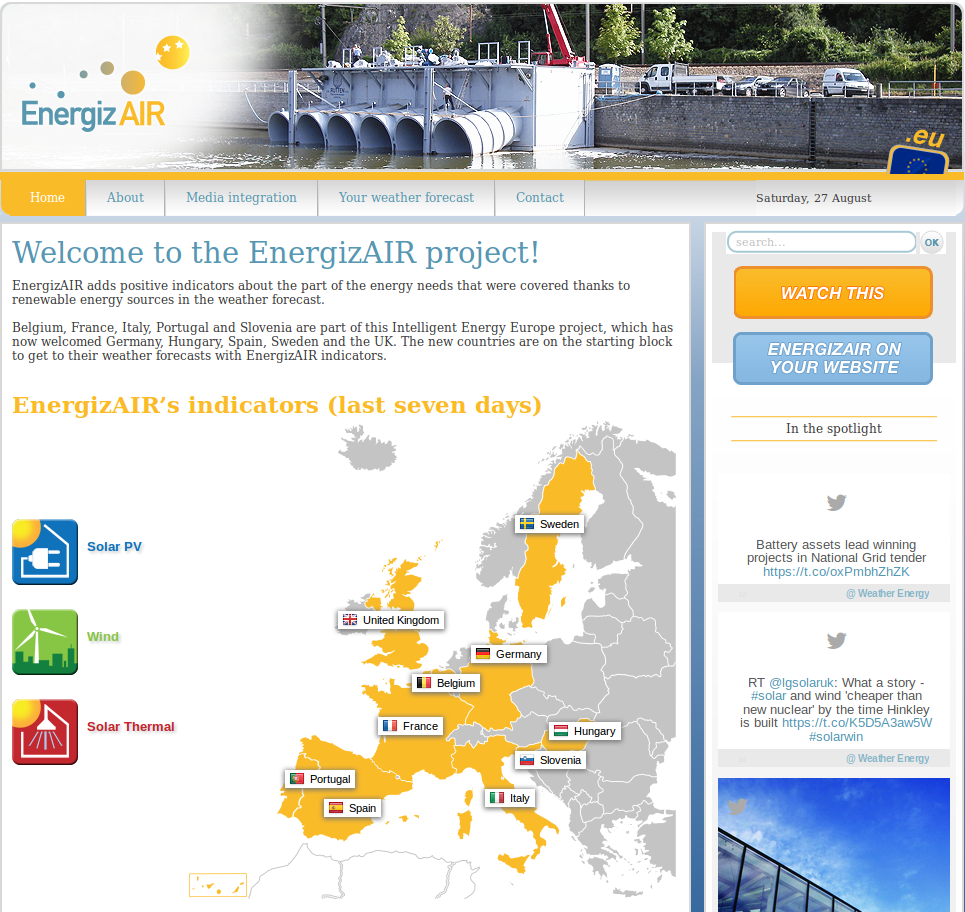 EnergizAIR
.eu
Home
About
Media integration
Your weather forecast
Contact
Saturday, 27 August
Welcome to the EnergizAIR project!
EnergizAIR adds positive indicators about the part of the energy needs that were covered thanks to
renewable energy sources in the weather forecast.
Belgium, France, Italy, Portugal and Slovenia are part of this Intelligent Energy Europe project, which has
now welcomed Germany, Hungary, Spain, Sweden and the UK. The new countries are on the starting block
to get to their weather forecasts with EnergizAIR indicators.
EnergizAIR’s indicators (last seven days)
Solar PV
Wind
Solar Thermal
Sweden
United Kingdom
Germany
Belgium
France
Hungary
Slovenia
Portugal
Italy
Spain
search...
OK
WATCH THIS
ENERGIZAIR ON
YOUR WEBSITE
In the spotlight
Battery assets lead winning
projects in National Grid tender
https://t.co/oxPmbhZhZK
@ Weather Energy
RT @lgsolaruk: What a story -
#solar and wind 'cheaper than
new nuclear' by the time Hinkley
is built https://t.co/K5D5A3aw5W
#solarwin
@ Weather Energy